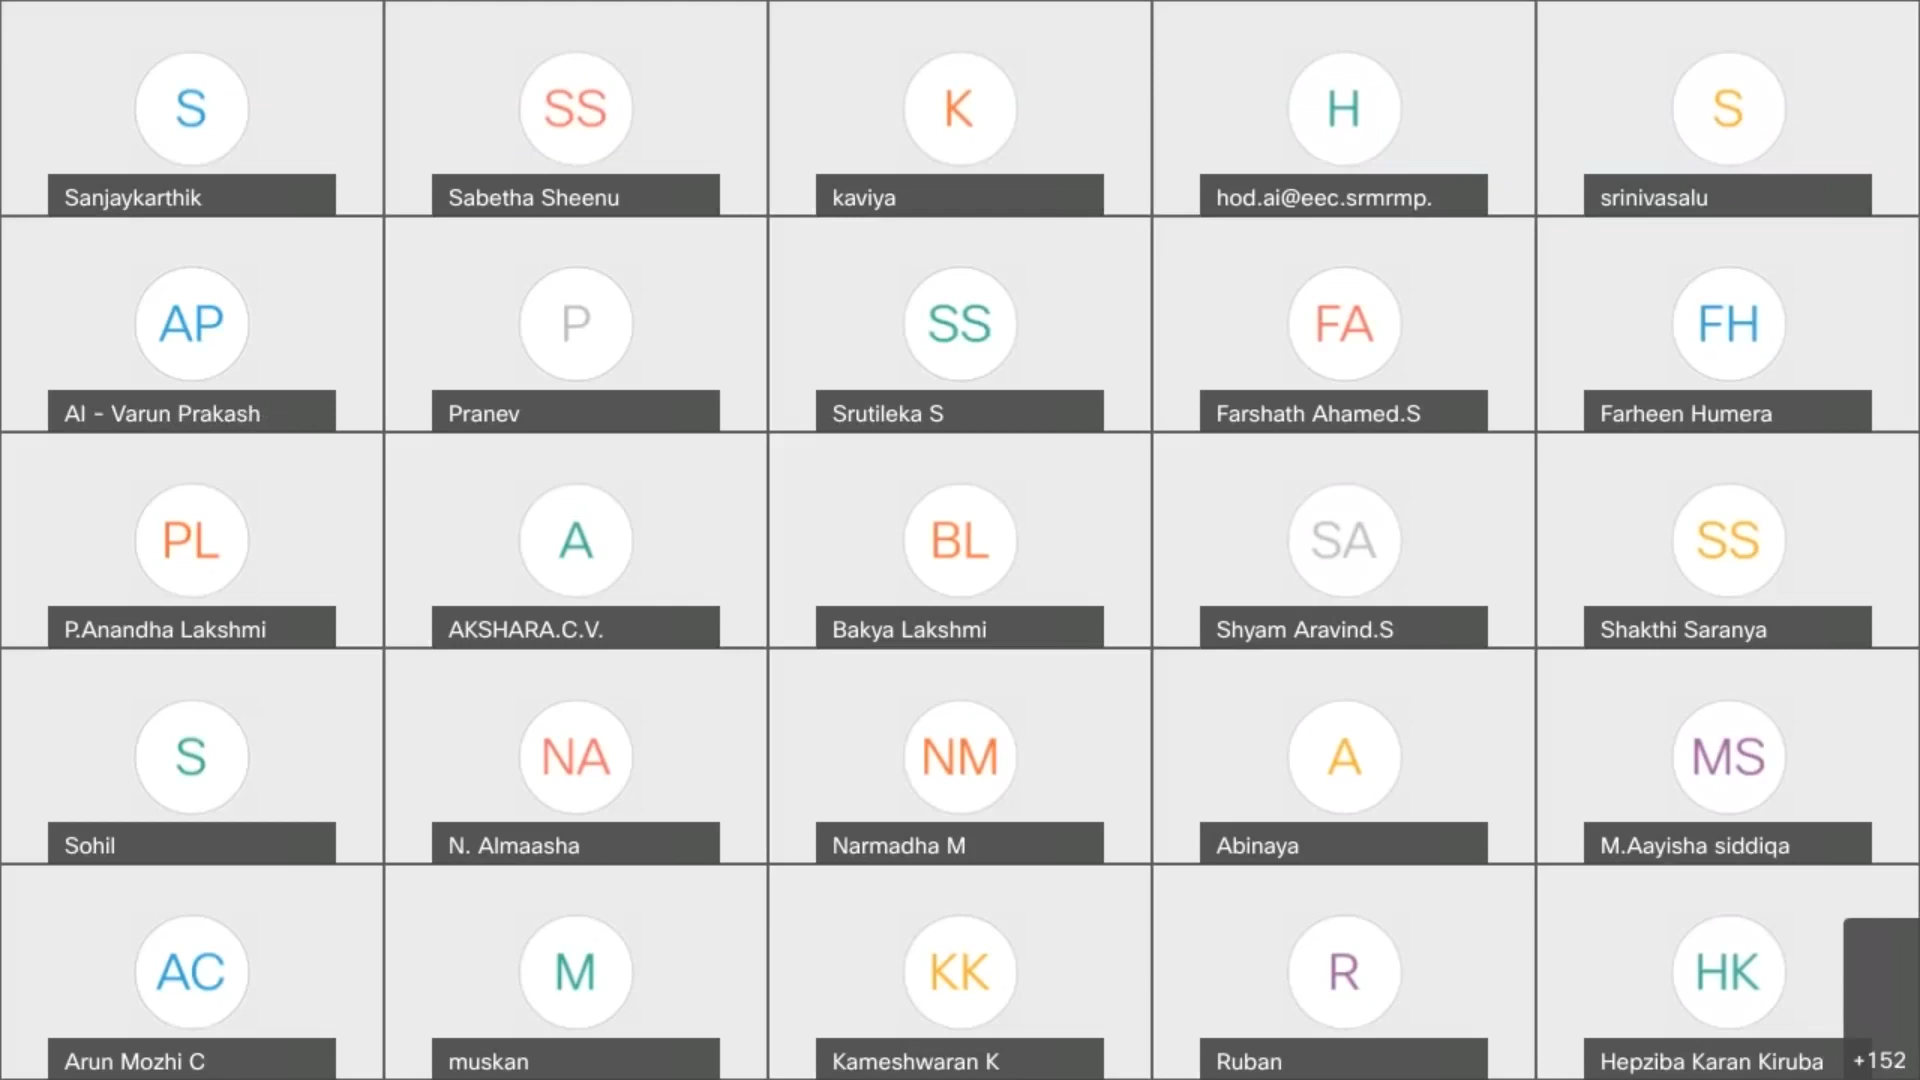 S
SS
K
H
S
Sanjaykarthik
Sabetha Sheenu
kaviya
hod.ai@eec.srmrmp.
srinivasalu
AP
P
SS
FA
FH
AI - Varun Prakash
Pranev
Srutileka S
Farshath Ahamed.S
Farheen Humera
PL
A
BL
SA
SS
P.Anandha Lakshmi
AKSHARA.C.V.
Bakya Lakshmi
Shyam Aravind.S
Shakthi Saranya
S
NA
NM
A
MS
Sohil
N. Almaasha
Narmadha M
Abinaya
M.Aayisha siddiqa
AC
M
KK
R
HK
Arun Mozhi C
muskan
Kameshwaran K
Ruban
Hepziba Karan Kiruba
+152